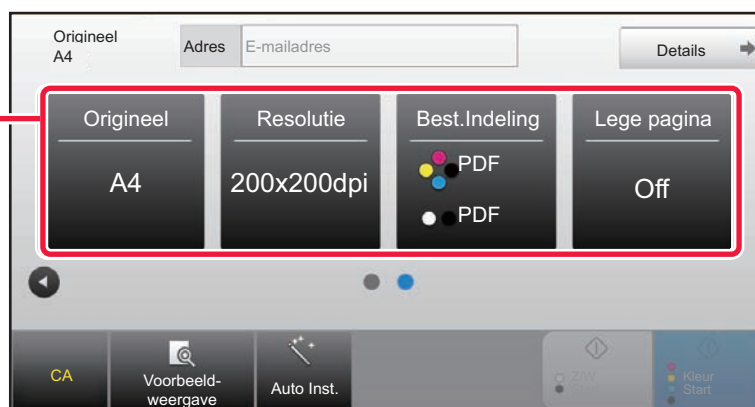 Origineel
A4
Adres
E-mailadres
Details
Origineel
A4
Resolutie
200x200dpi
Best.Indeling
PDF
PDF
Lege pagina
Off
CA
Voorbeeld-
weergave
Auto Inst.
Z/W
Start
Kleur
Start